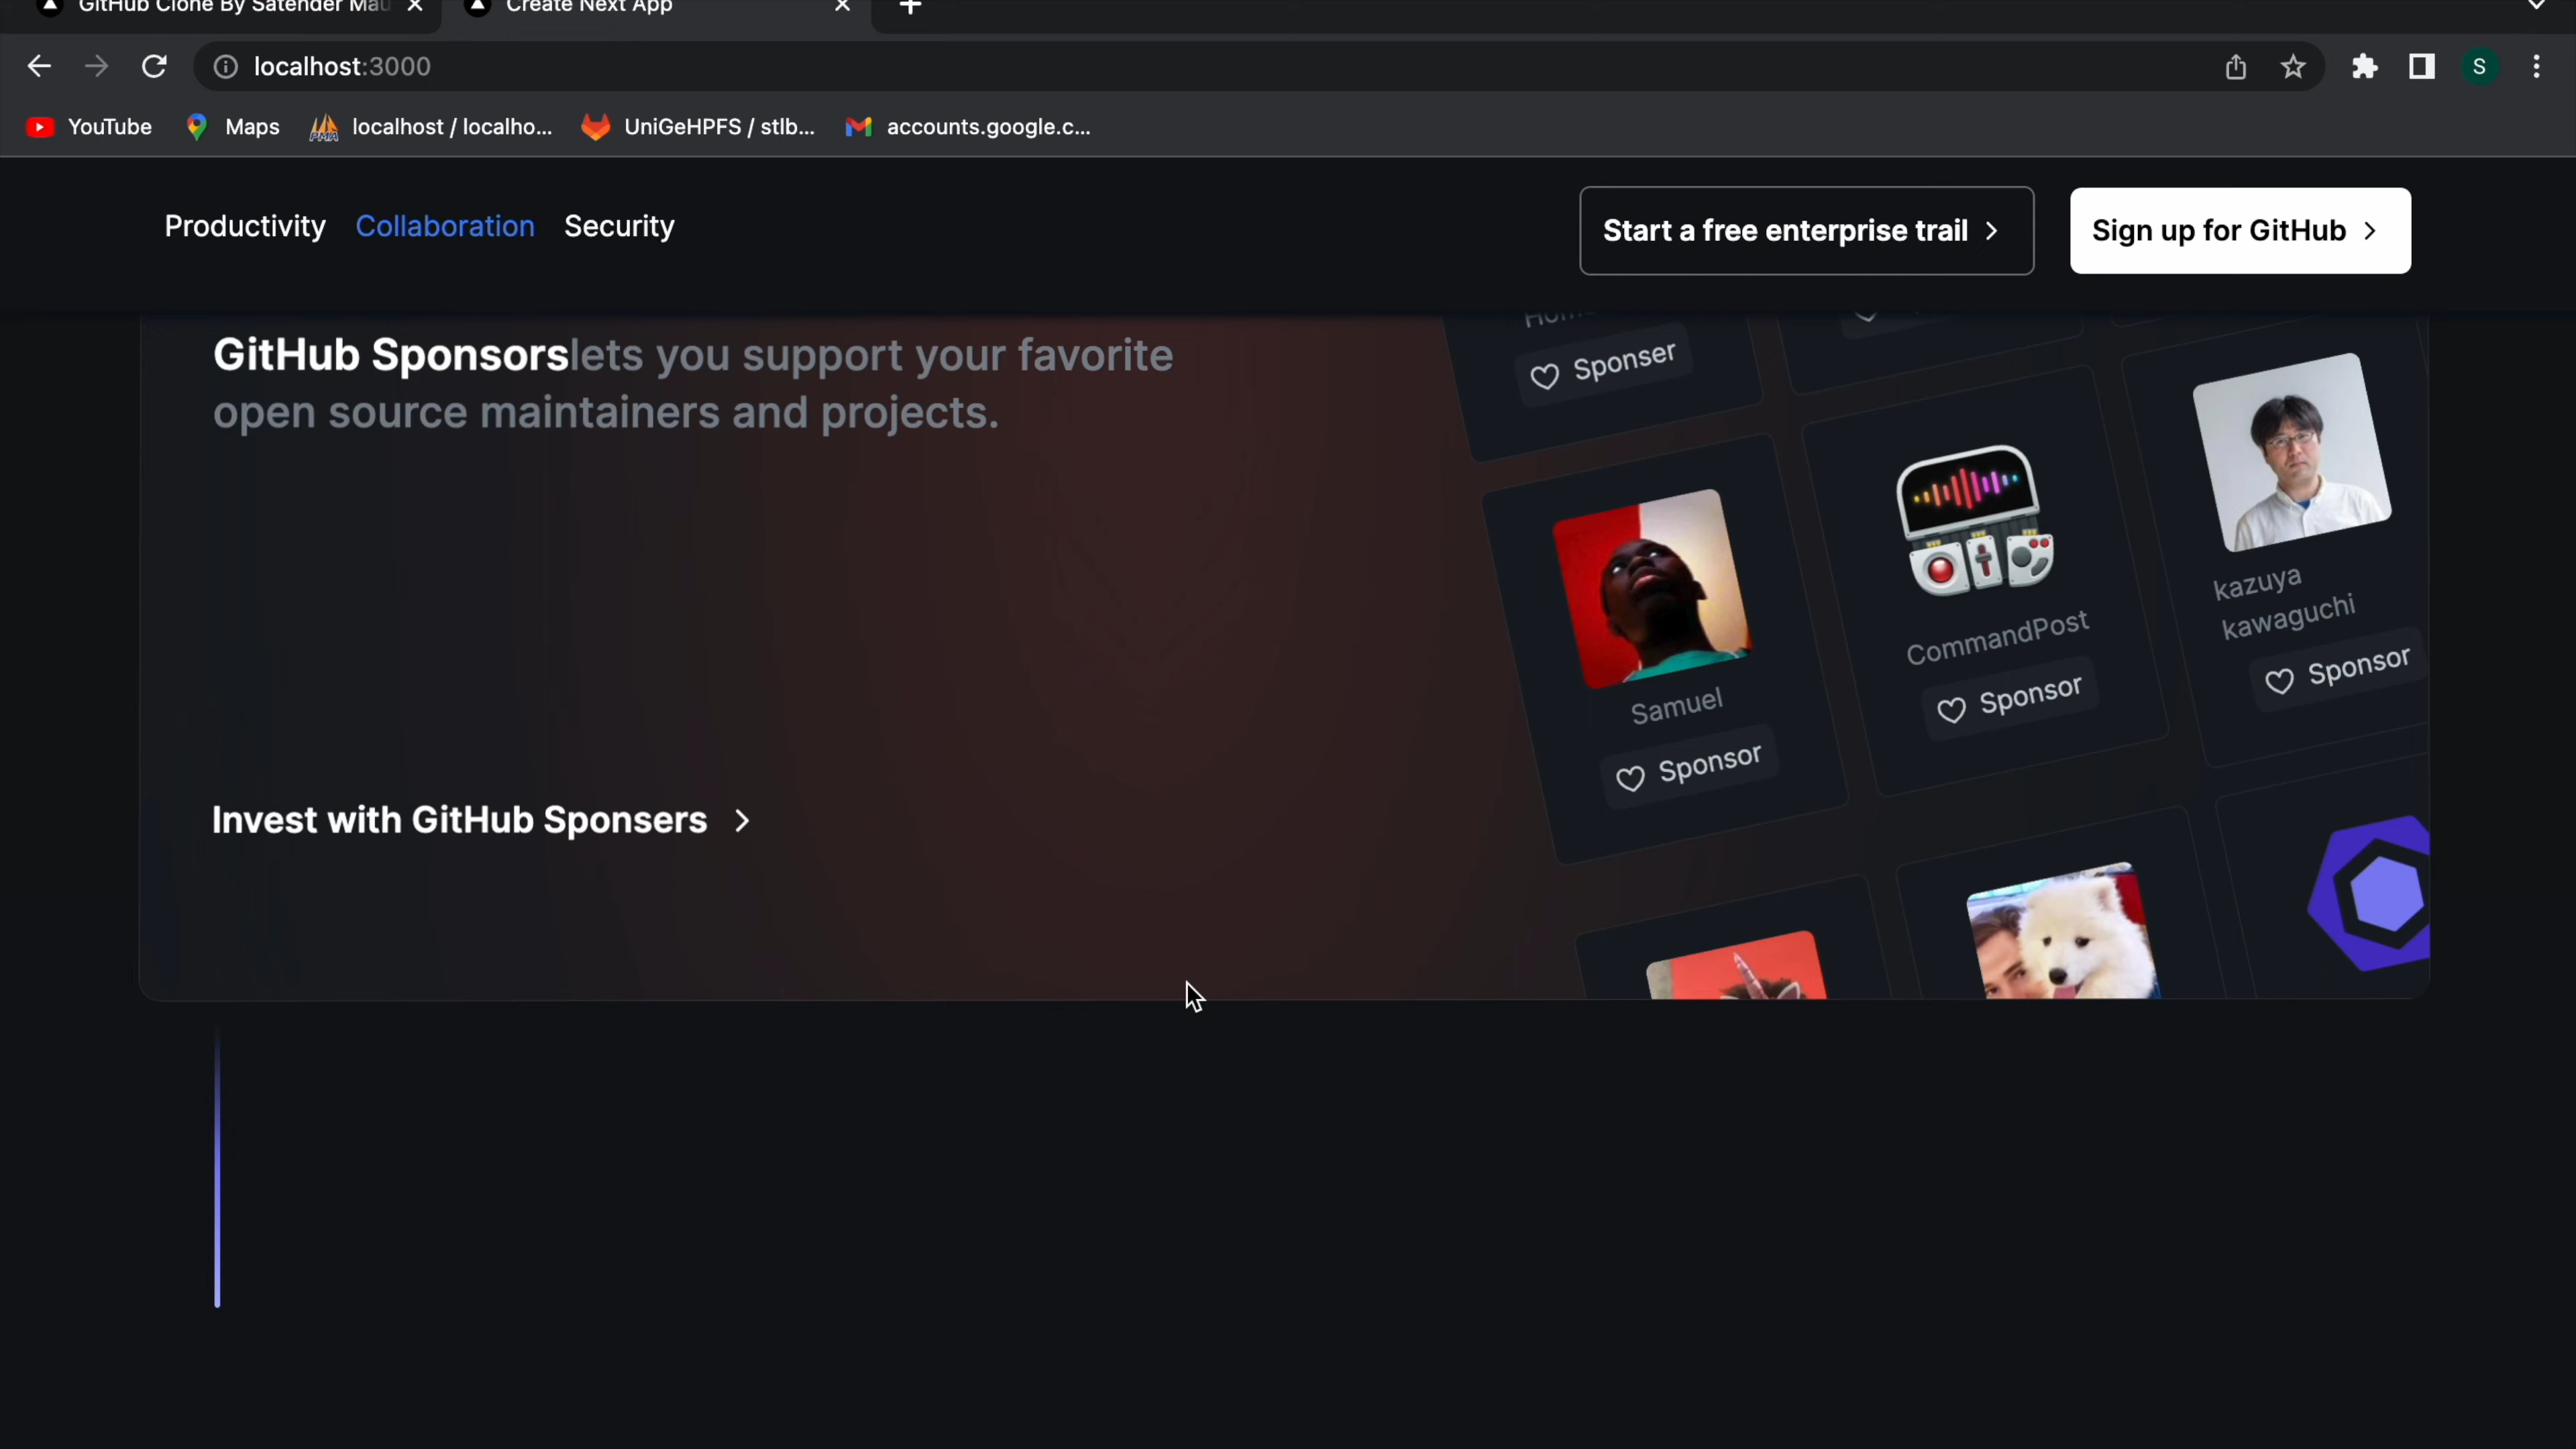 GitHub Clone By Satender Mau
Create Next App
localhost:3000
S
YouTube
Maps
localhost / localho...
UniGeHPFS / stlb...
accounts.google.c...
Productivity
Collaboration
Security
Start a free enterprise trail
Sign up for GitHub
GitHub Sponsorslets you support your favorite
open source maintainers and projects.
Sponser
Samuel
Sponsor
CommandPost
Sponsor
kazuya
kawaguchi
Sponsor
Invest with GitHub Sponsers